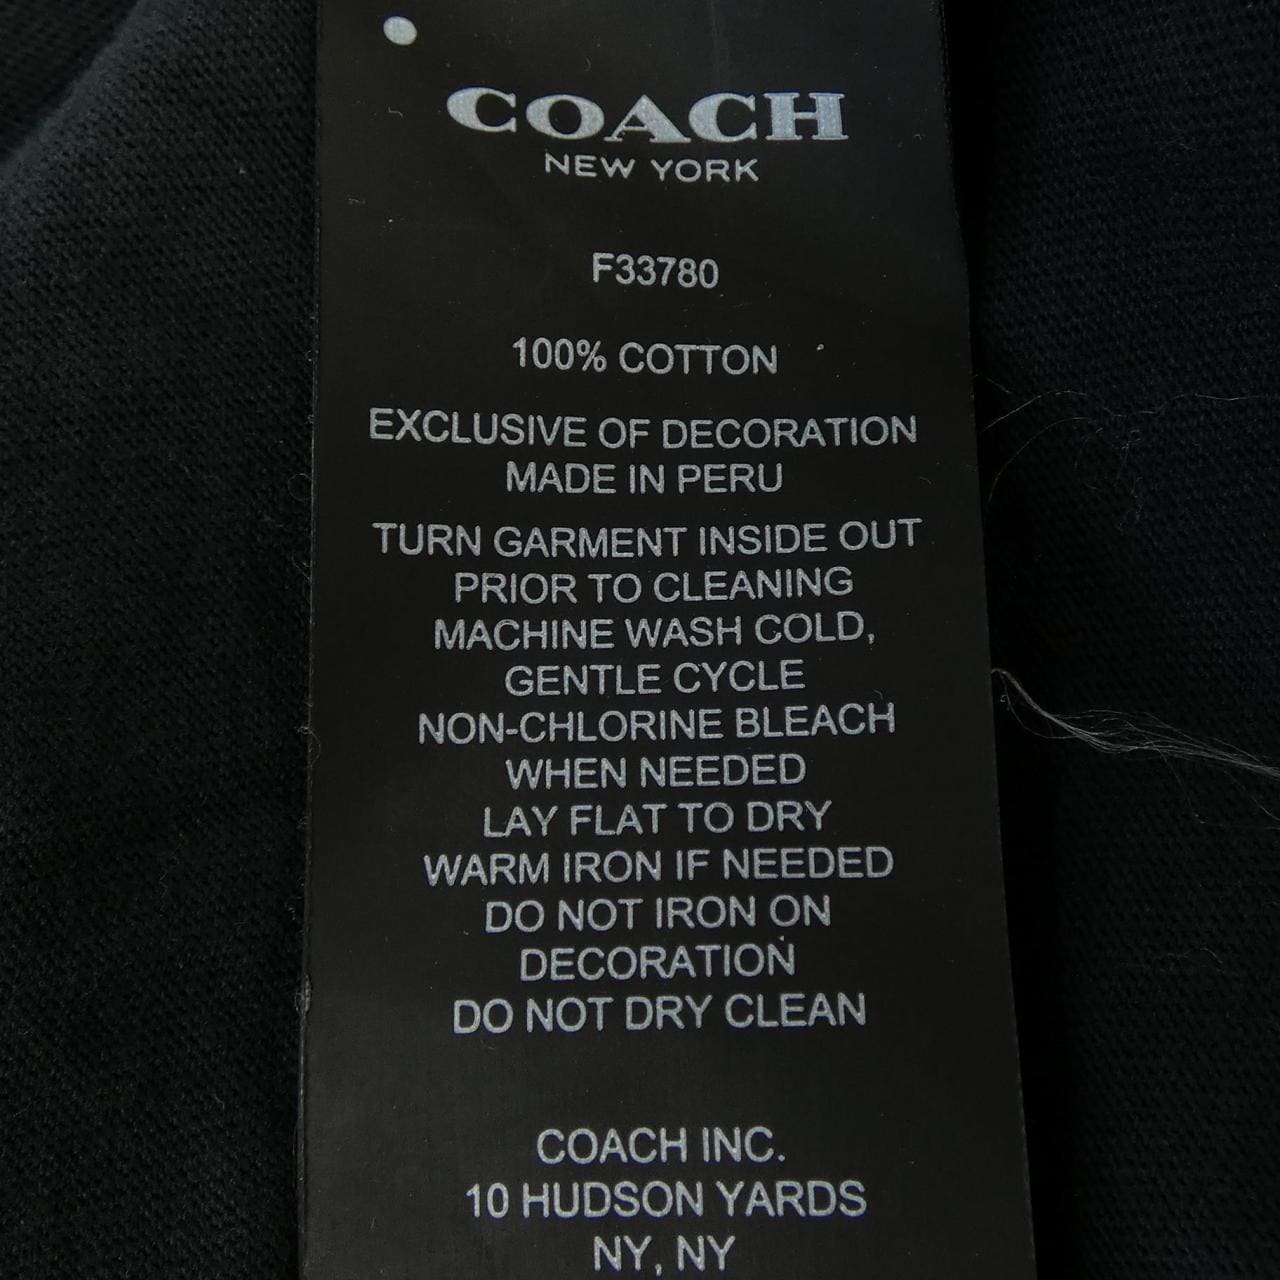 COACH
NEW YORK
F33780
100% COTTON
EXCLUSIVE OF DECORATION
MADE IN PERU
TURN GARMENT INSIDE OUT
PRIOR TO CLEANING
MACHINE WASH COLD,
GENTLE CYCLE
NON-CHLORINE BLEACH
WHEN NEEDED
LAY FLAT TO DRY
WARM IRON IF NEEDED
DO NOT IRON ON
DECORATION
DO NOT DRY CLEAN
COACH INC.
10 HUDSON YARDS
NY, NY